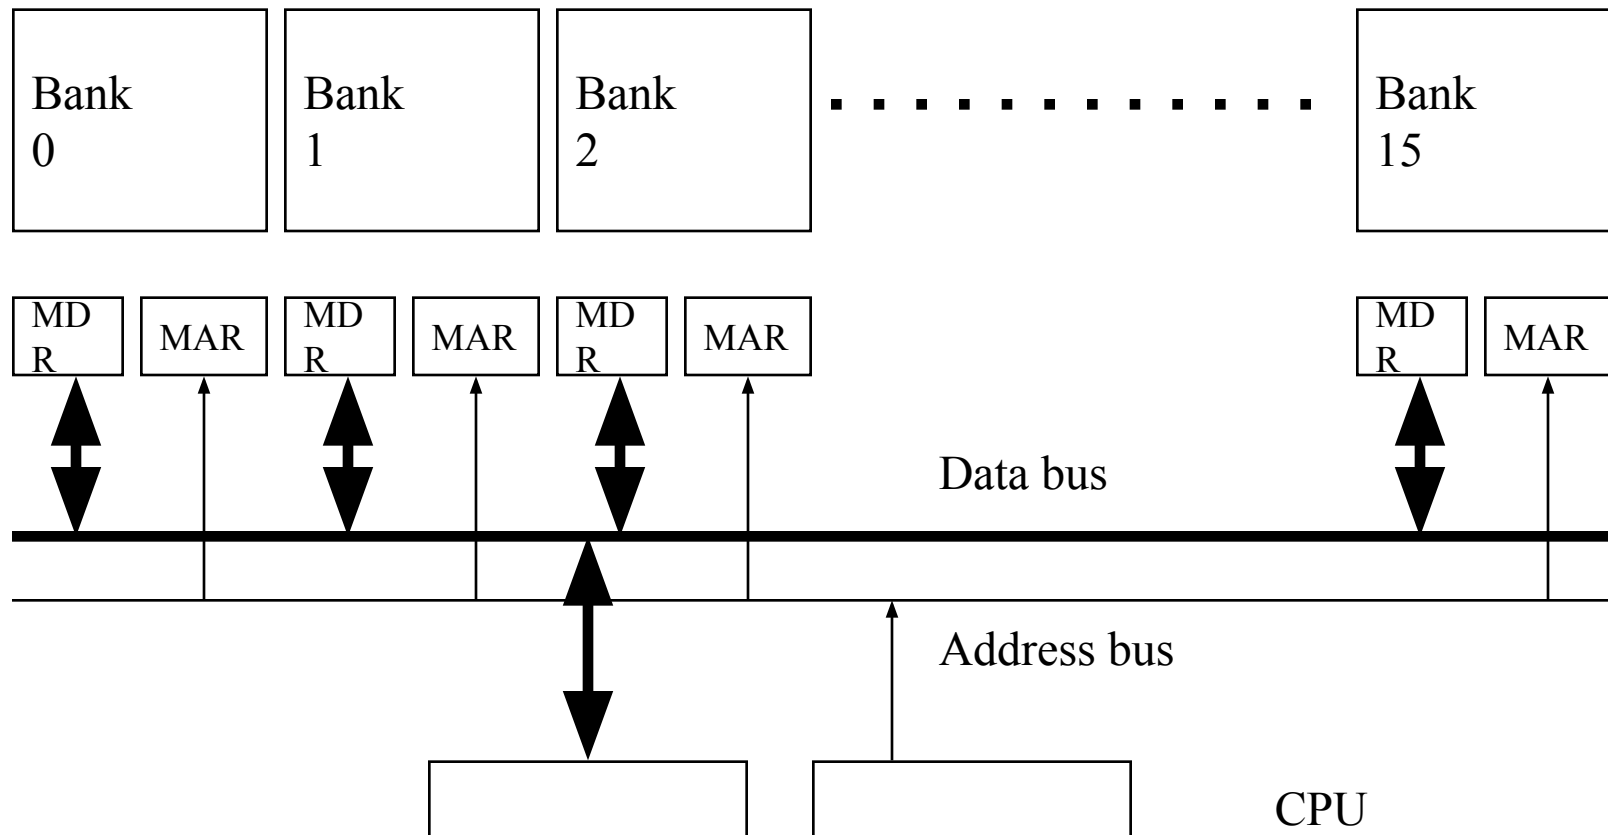 Bank
0
Bank
1
Bank
2
Bank
15
MD
R
MAR
MD
R
MAR
MD
R
MAR
MD
R
MAR
Data bus
Address bus
CPU